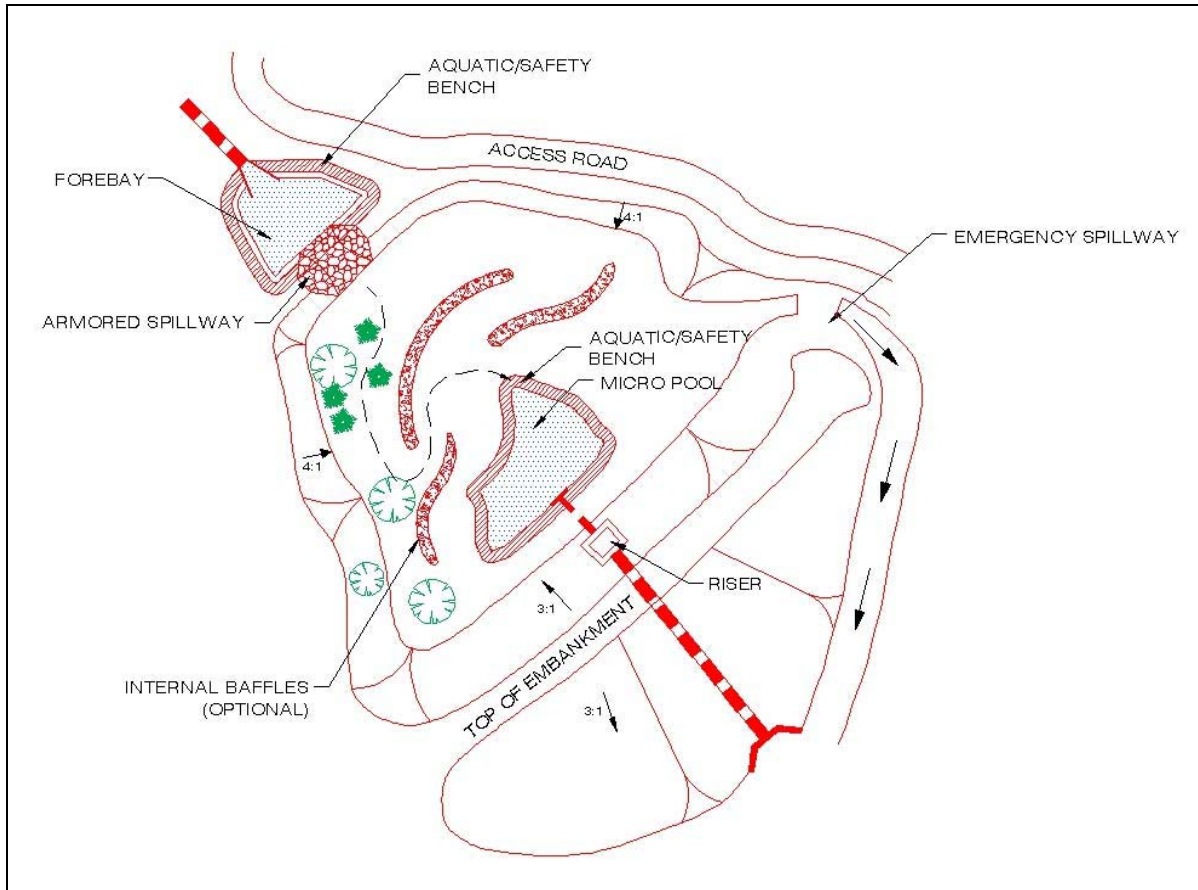 AQUATIC/SAFETY
BENCH
ACCESS ROAD
FOREBAY
4:1
EMERGENCY SPILLWAY
ARMORED SPILLWAY
AQUATIC/SAFETY
BENCH
MICRO POOL
4:1
RISER
3:1
TOP OF EMBANKMENT
INTERNAL BAFFLES
(OPTIONAL)
3:1